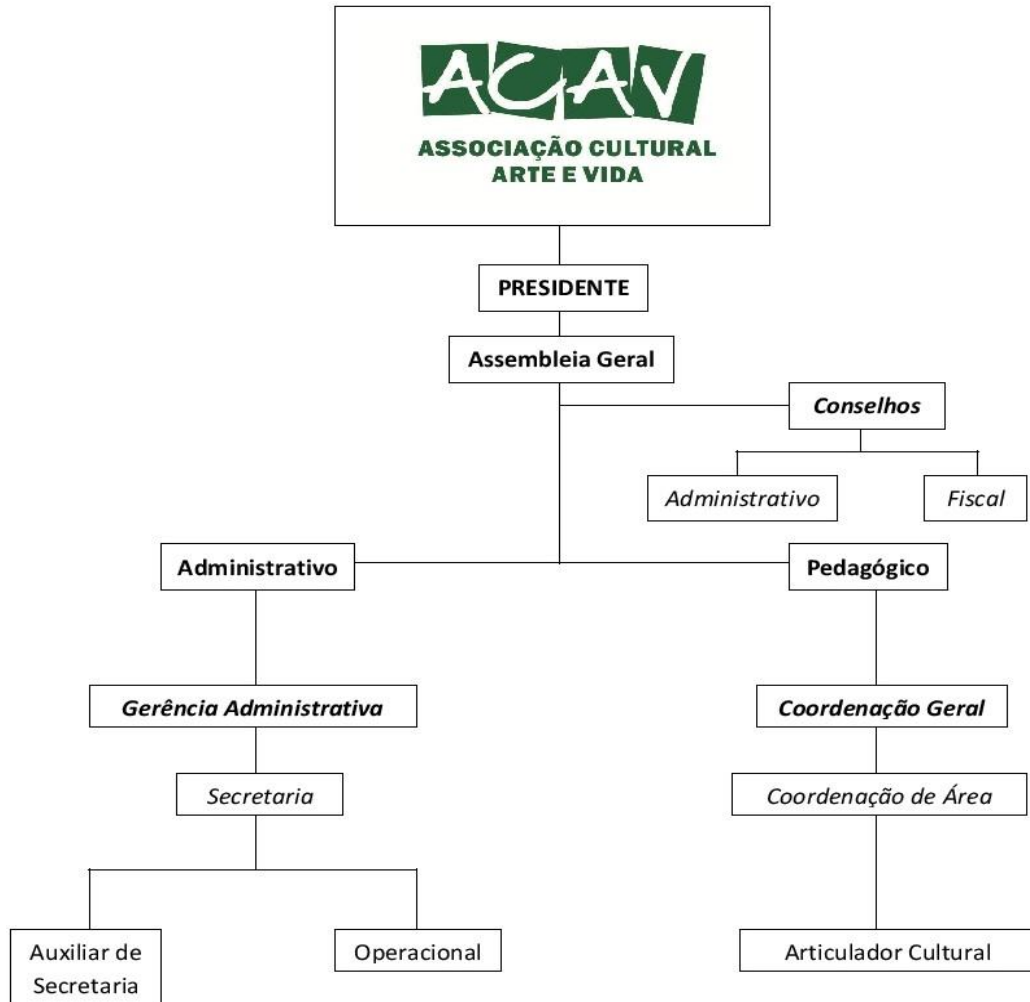 ACAV
ASSOCIAÇÃO CULTURAL
ARTE E VIDA
PRESIDENTE
Assembleia Geral
Conselhos
Administrativo
Fiscal
Administrativo
Pedagógico
Gerência Administrativa
Coordenação Geral
Secretaria
Coordenação de Área
Auxiliar de
Secretaria
Operacional
Articulador Cultural